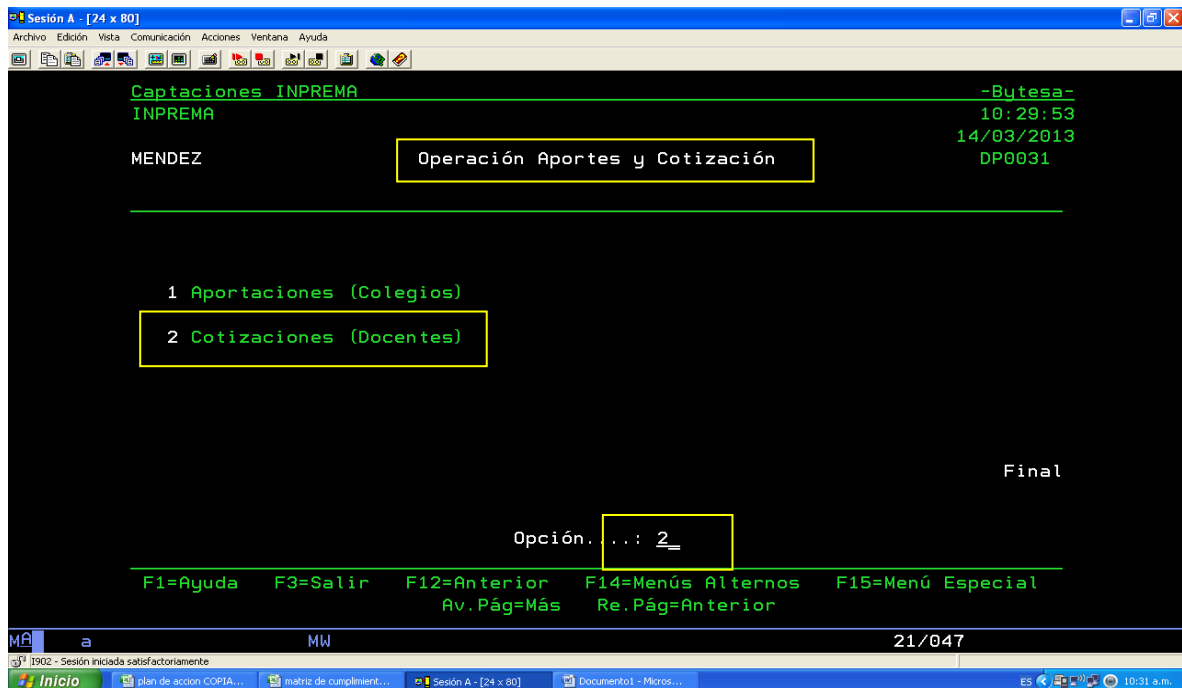 Sesión A - [24 x 80]
Archivo Edición Vista Comunicación Acciones Ventana Ayuda
Captaciones INPREMA -Bytesa-
INPREMA 10:29:53
14/03/2013
MENDEZ Operación Aportes y Cotización DP0031
1 Aportaciones (Colegios)
2 Cotizaciones (Docentes)
Final
Opción....: 2_
F1=Ayuda F3=Salir F12=Anterior F14=Menús Alternos F15=Menú Especial
Av.Pág=Más Re.Pág=Anterior
MA a MW 21/047
I902 - Sesión iniciada satisfactoriamente
Inicio plan de accion COPIA... matriz de cumplimient... Sesión A - [24 x 80] Documento1 - Micros... ES 10:31 a.m.